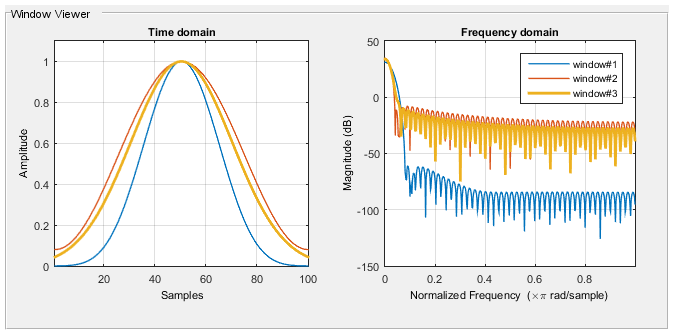 Window Viewer
Time domain
1
0.8
0.6
0.4
0.2
0
Amplitude
20 40 60 80 100
Samples
Frequency domain
50
0
-50
-100
-150
Magnitude (dB)
window#1
window#2
window#3
0 0.2 0.4 0.6 0.8
Normalized Frequency (×π rad/sample)